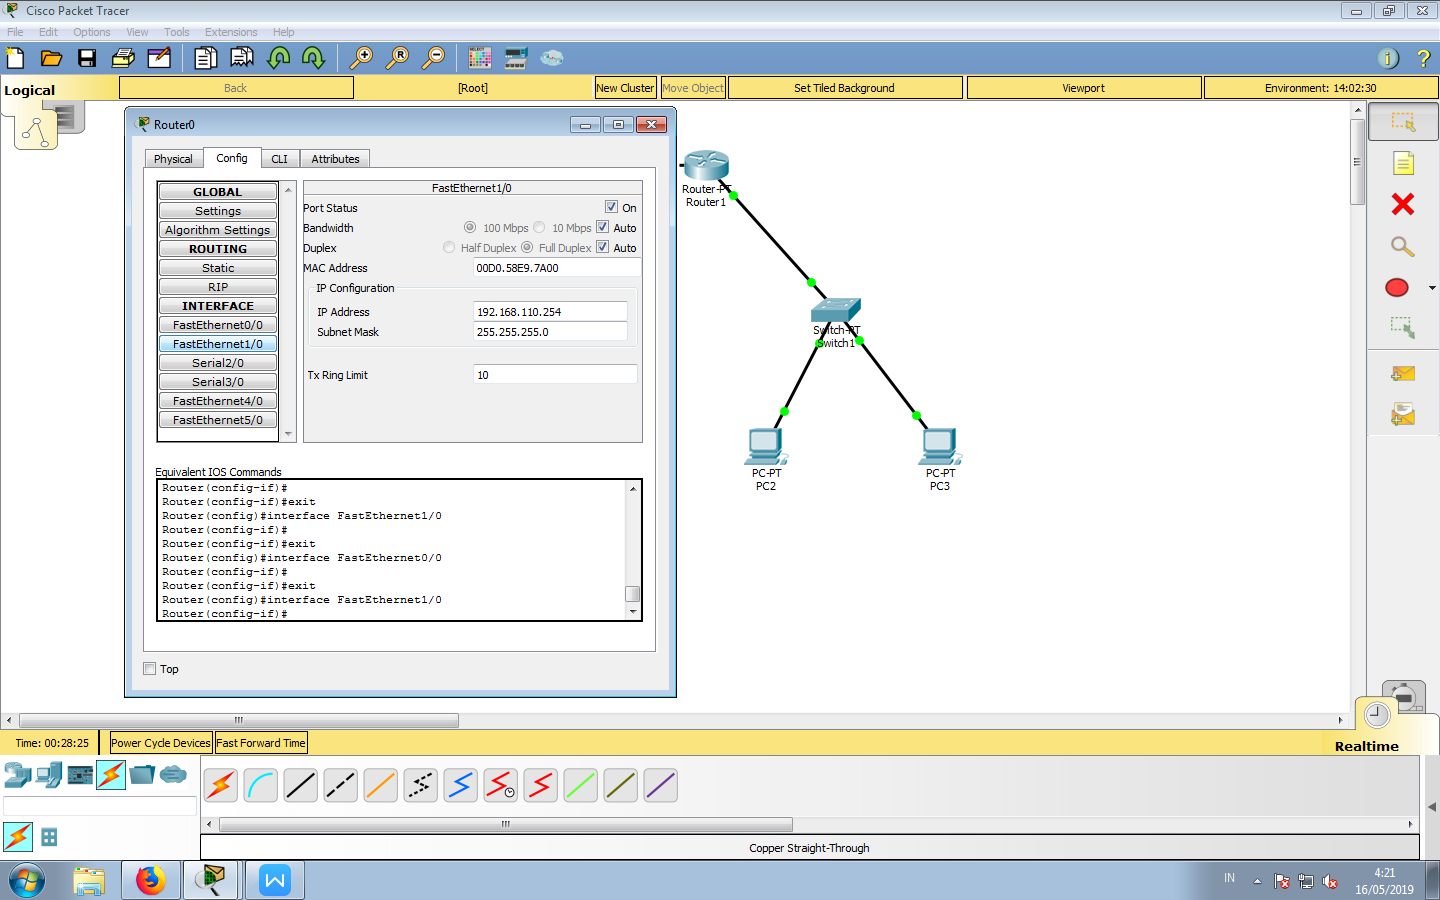 Cisco Packet Tracer
File Edit Options View Tools Extensions Help
Logical
Back
[Root]
New Cluster
Move Object
Set Tiled Background
Viewport
Environment: 14:02:30
Router0
Physical
Config
CLI
Attributes
GLOBAL
Settings
Algorithm Settings
ROUTING
Static
RIP
INTERFACE
FastEthernet0/0
FastEthernet1/0
Serial2/0
Serial3/0
FastEthernet4/0
FastEthernet5/0
FastEthernet1/0
Port Status On
Bandwidth 100 Mbps 10 Mbps Auto
Duplex Half Duplex Full Duplex Auto
MAC Address 00D0.58E9.7A00
IP Configuration
IP Address 192.168.110.254
Subnet Mask 255.255.255.0
Tx Ring Limit 10
Equivalent IOS Commands
Router(config-if)#
Router(config-if)#exit
Router(config)#interface FastEthernet1/0
Router(config-if)#
Router(config-if)#exit
Router(config)#interface FastEthernet0/0
Router(config-if)#
Router(config-if)#exit
Router(config)#interface FastEthernet1/0
Router(config-if)#
Top
Router-PT
Router1
Switch-PT
Switch1
PC-PT
PC2
PC-PT
PC3
Time: 00:28:25
Power Cycle Devices
Fast Forward Time
Realtime
Copper Straight-Through
IN
4:21
16/05/2019